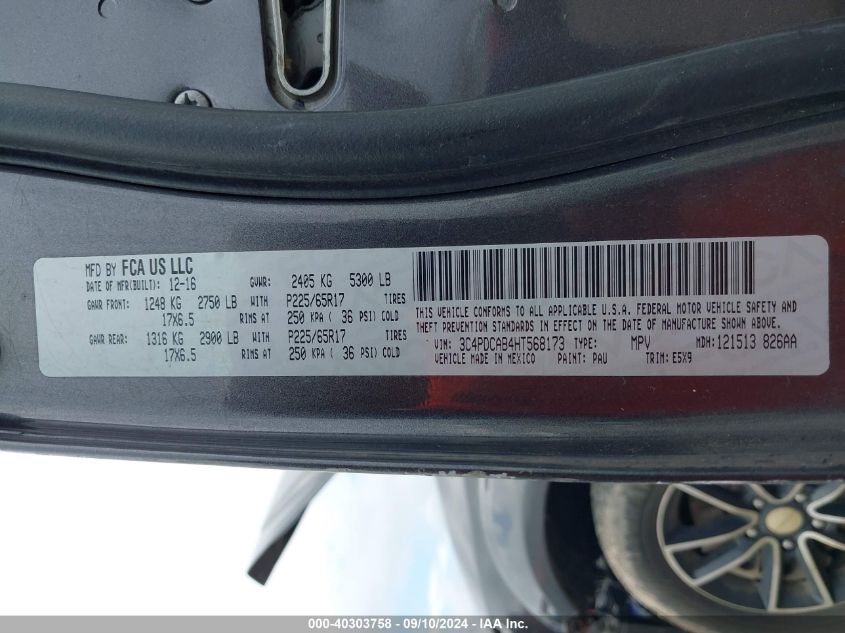 MFD BY FCA US LLC
DATE OF MFR(BUILT): 12-16 GVWR: 2405 KG 5300 LB
GAWR FRONT: 1248 KG 2750 LB WITH P225/65R17 TIRES
17X6.5 RIMS AT 250 KPA ( 36 PSI) COLD
GAWR REAR: 1316 KG 2900 LB WITH P225/65R17 TIRES
17X6.5 RIMS AT 250 KPA ( 36 PSI) COLD
THIS VEHICLE CONFORMS TO ALL APPLICABLE U.S.A. FEDERAL MOTOR VEHICLE SAFETY AND
THEFT PREVENTION STANDARDS IN EFFECT ON THE DATE OF MANUFACTURE SHOWN ABOVE.
VIN: 3C4PDCAB4HT568173 TYPE: MPV MDH: 121513 826AA
VEHICLE MADE IN MEXICO PAINT: PAU TRIM: E5X9
000-40303758 - 09/10/2024 - IAA Inc.